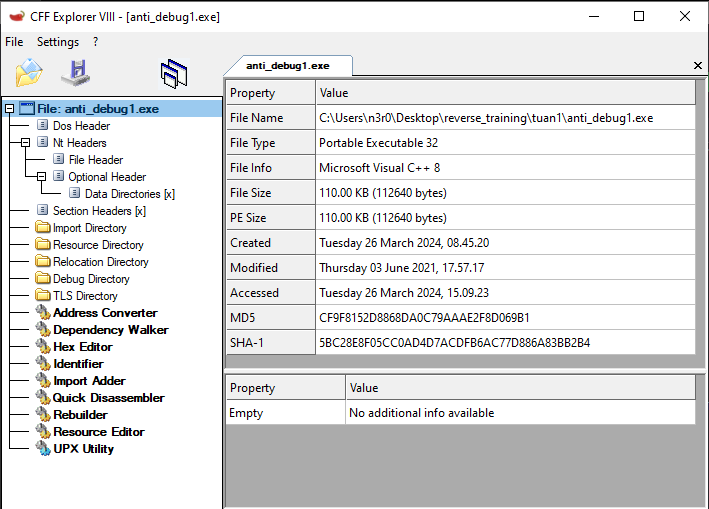 CFF Explorer VIII - [anti_debug1.exe]
File Settings ?
anti_debug1.exe
File: anti_debug1.exe
Dos Header
Nt Headers
File Header
Optional Header
Data Directories [x]
Section Headers [x]
Import Directory
Resource Directory
Relocation Directory
Debug Directory
TLS Directory
Address Converter
Dependency Walker
Hex Editor
Identifier
Import Adder
Quick Disassembler
Rebuilder
Resource Editor
UPX Utility
Property Value
File Name C:\Users\n3r0\Desktop\reverse_training\tuan1\anti_debug1.exe
File Type Portable Executable 32
File Info Microsoft Visual C++ 8
File Size 110.00 KB (112640 bytes)
PE Size 110.00 KB (112640 bytes)
Created Tuesday 26 March 2024, 08.45.20
Modified Thursday 03 June 2021, 17.57.17
Accessed Tuesday 26 March 2024, 15.09.23
MD5 CF9F8152D8868DA0C79AAAE2F8D069B1
SHA-1 5BC28E8F05CC0AD4D7ACDFB6AC77D886A83BB2B4
Property Value
Empty No additional info available